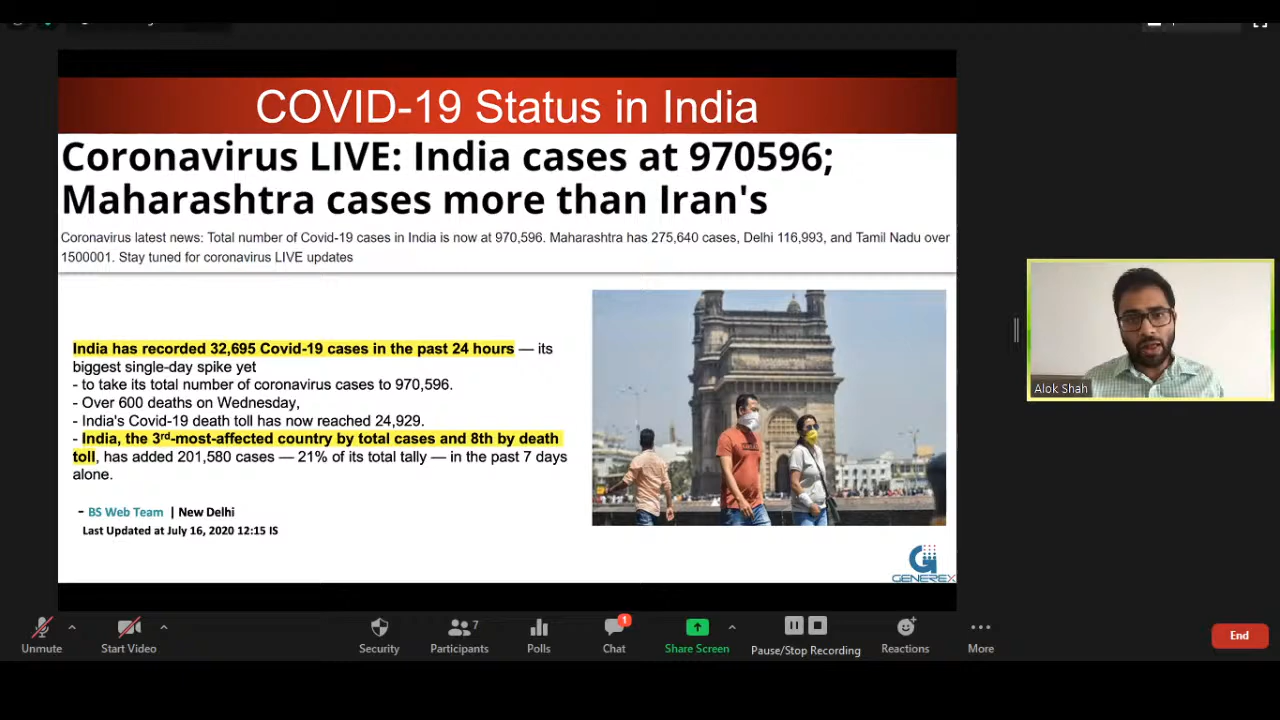 COVID-19 Status in India
Coronavirus LIVE: India cases at 970596;
Maharashtra cases more than Iran's
Coronavirus latest news: Total number of Covid-19 cases in India is now at 970,596. Maharashtra has 275,640 cases, Delhi 116,993, and Tamil Nadu over
1500001. Stay tuned for coronavirus LIVE updates
India has recorded 32,695 Covid-19 cases in the past 24 hours — its
biggest single-day spike yet
- to take its total number of coronavirus cases to 970,596.
- Over 600 deaths on Wednesday,
- India's Covid-19 death toll has now reached 24,929.
- India, the 3rd-most-affected country by total cases and 8th by death
toll, has added 201,580 cases — 21% of its total tally — in the past 7 days
alone.
- BS Web Team | New Delhi
Last Updated at July 16, 2020 12:15 IS
GENEREX
Alok Shah
Unmute
Start Video
Security
7
Participants
Polls
1
Chat
Share Screen
Pause/Stop Recording
Reactions
More
End